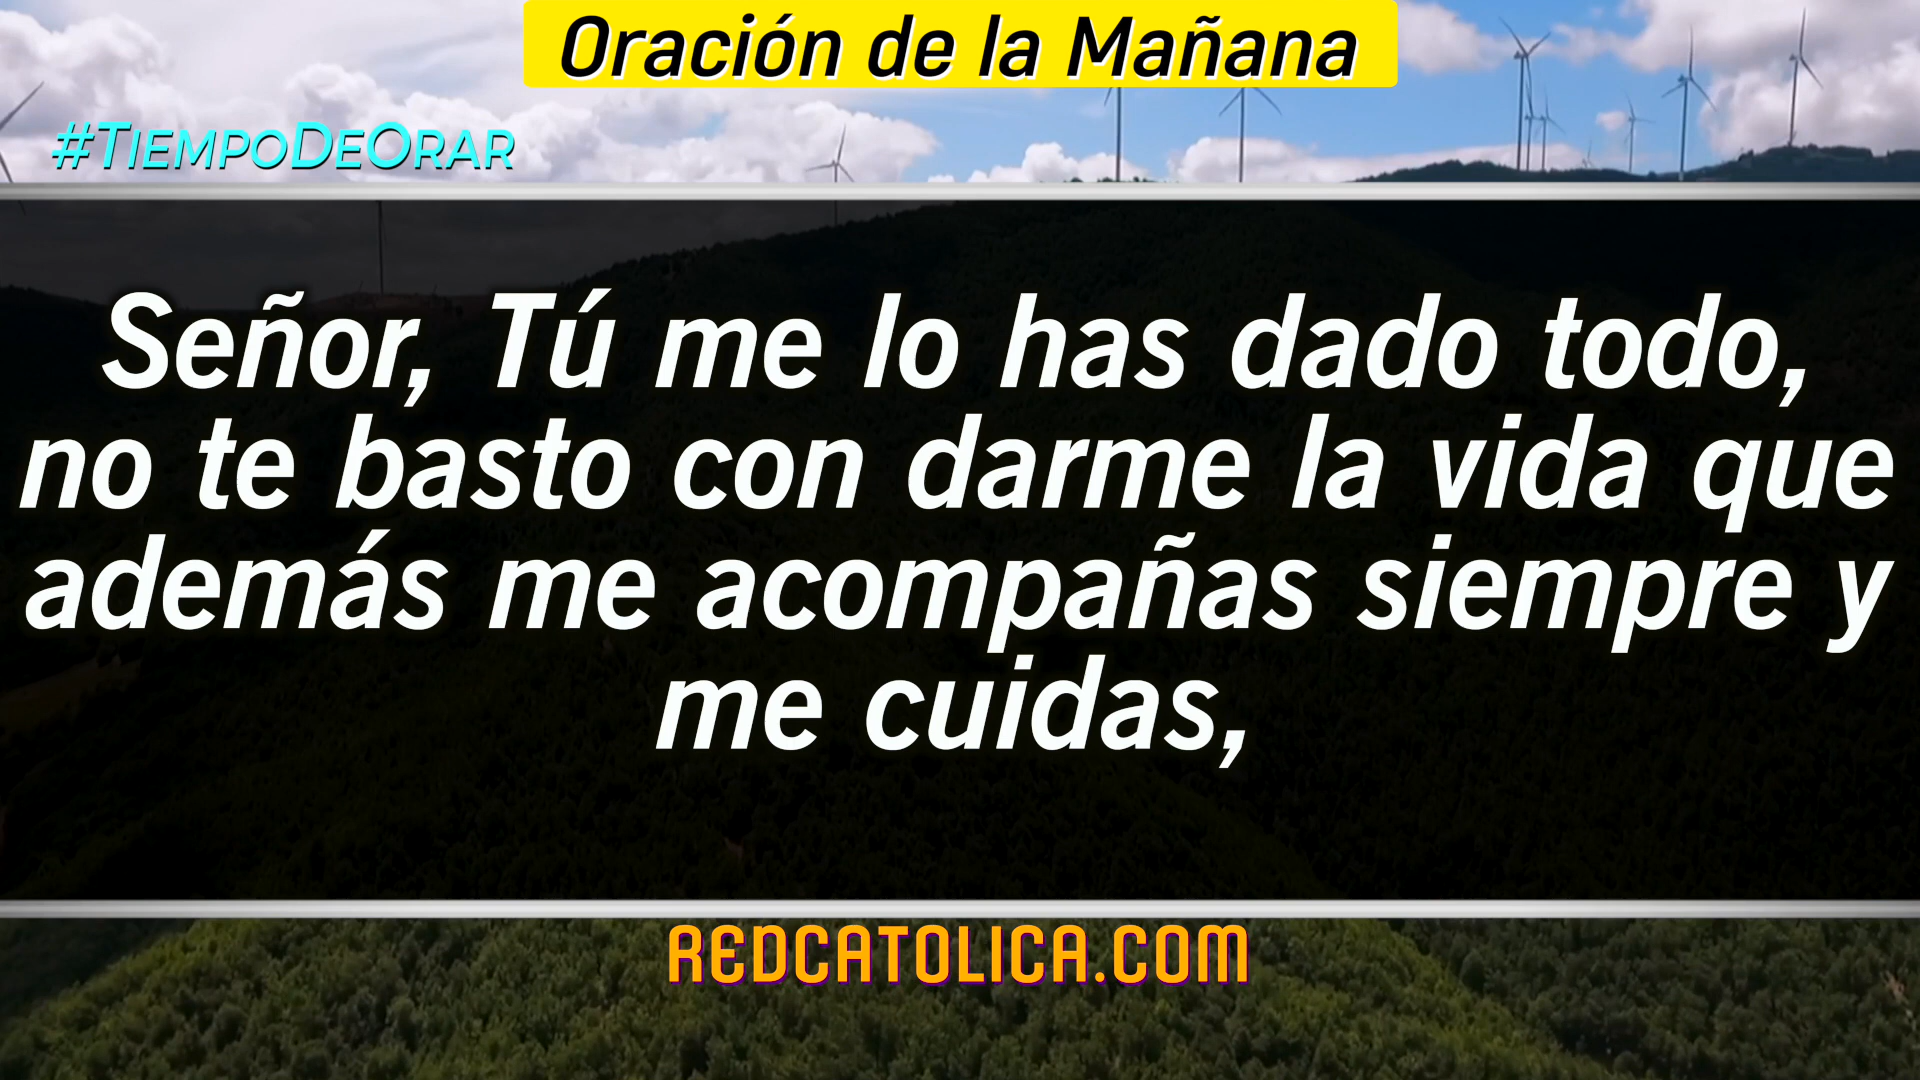 Oración de la Mañana
#TiempoDeOrar
Señor, Tú me lo has dado todo,
no te basto con darme la vida que
además me acompañas siempre y
me cuidas,
REDCATOLICA.COM